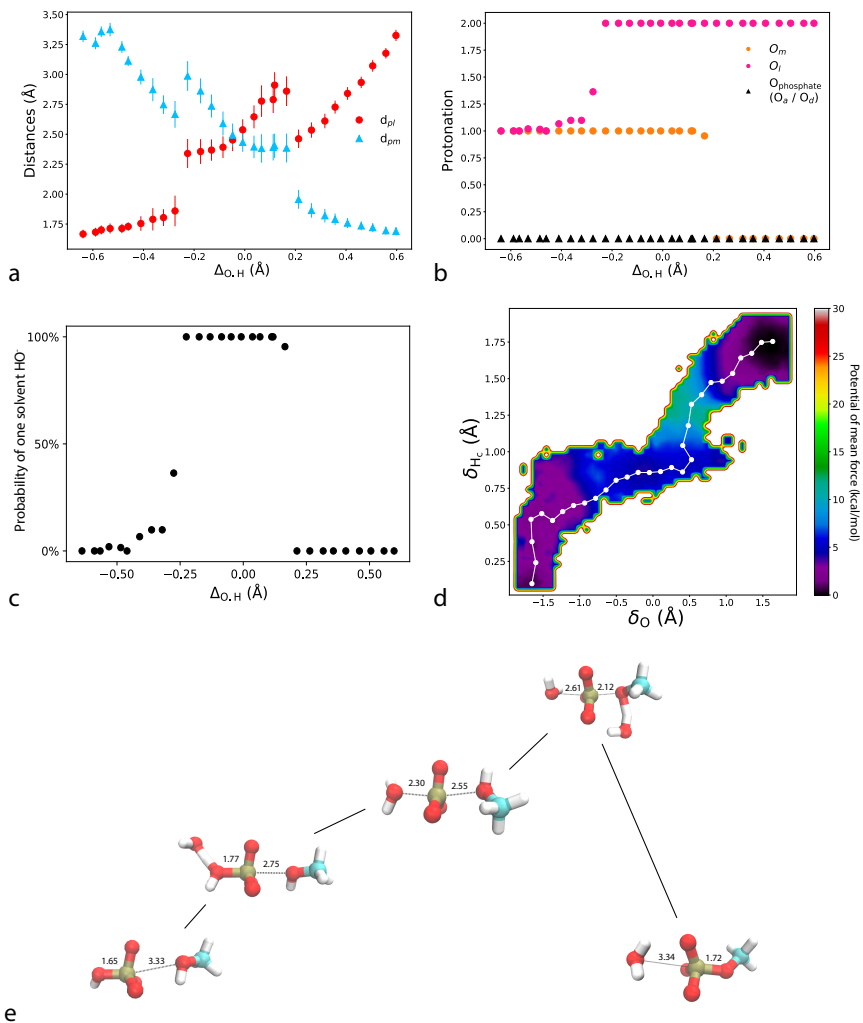 3.50
3.25
3.00
2.75
2.50
2.25
2.00
1.75
Distances (Å)
d_pl
d_pm
−0.6 −0.4 −0.2 0.0 0.2 0.4 0.6
Δ_O,H (Å)
a
2.00
1.75
1.50
1.25
1.00
0.75
0.50
0.25
0.00
Protonation
O_m
O_l
O_phosphate
(O_a / O_d)
−0.6 −0.4 −0.2 0.0 0.2 0.4 0.6
Δ_O,H (Å)
b
100%
50%
0%
Probability of one solvent HO⁻
−0.50 −0.25 0.00 0.25 0.50
Δ_O,H (Å)
c
1.75
1.50
1.25
1.00
0.75
0.50
0.25
δ_H_c (Å)
−1.5 −1.0 −0.5 0.0 0.5 1.0 1.5
δ_O (Å)
30
25
20
15
10
5
0
Potential of mean force (kcal/mol)
d
2.61 2.12
2.30 2.55
1.77 2.75
1.65 3.33
3.34 1.72
e